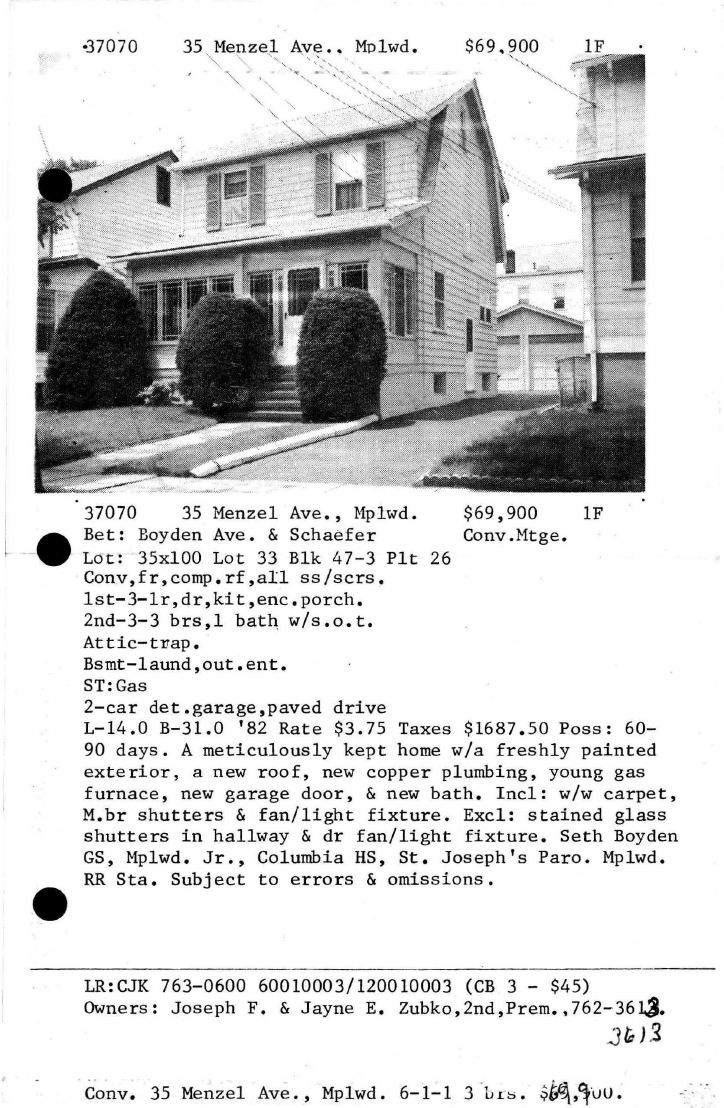 37070 35 Menzel Ave., Mplwd. $69,900 1F
37070 35 Menzel Ave., Mplwd. $69,900 1F
Bet: Boyden Ave. & Schaefer Conv.Mtge.
Lot: 35x100 Lot 33 Blk 47-3 Plt 26
Conv,fr,comp.rf,all ss/scrs.
1st-3-lr,dr,kit,enc.porch.
2nd-3-3 brs,1 bath w/s.o.t.
Attic-trap.
Bsmt-laund,out.ent.
ST:Gas
2-car det.garage,paved drive
L-14.0 B-31.0 '82 Rate $3.75 Taxes $1687.50 Poss: 60-
90 days. A meticulously kept home w/a freshly painted
exterior, a new roof, new copper plumbing, young gas
furnace, new garage door, & new bath. Incl: w/w carpet,
M.br shutters & fan/light fixture. Excl: stained glass
shutters in hallway & dr fan/light fixture. Seth Boyden
GS, Mplwd. Jr., Columbia HS, St. Joseph's Paro. Mplwd.
RR Sta. Subject to errors & omissions.
LR:CJK 763-0600 60010003/120010003 (CB 3 - $45)
Owners: Joseph F. & Jayne E. Zubko,2nd,Prem.,762-3613.
3613
Conv. 35 Menzel Ave., Mplwd. 6-1-1 3 brs. $69,900.